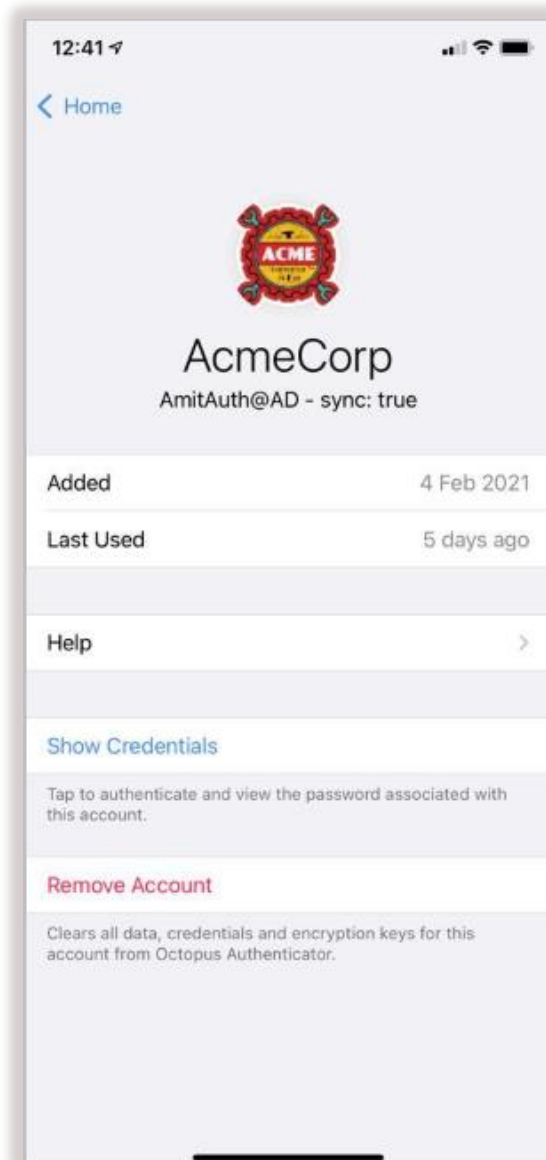 12:41
Home
ACME
AcmeCorp
AmitAuth@AD - sync: true
Added 4 Feb 2021
Last Used 5 days ago
Help
Show Credentials
Tap to authenticate and view the password associated with
this account.
Remove Account
Clears all data, credentials and encryption keys for this
account from Octopus Authenticator.